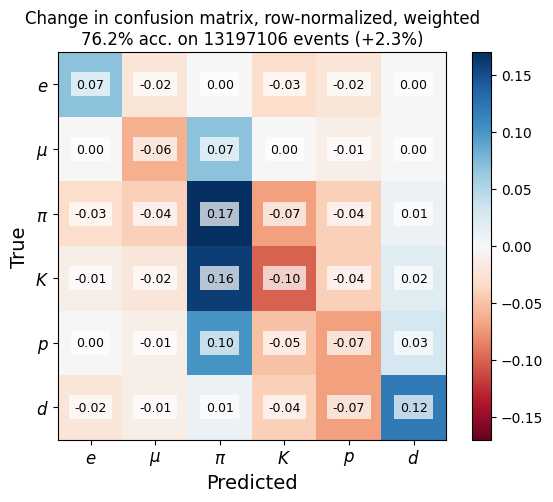 Change in confusion matrix, row-normalized, weighted
76.2% acc. on 13197106 events (+2.3%)
True
e 0.07 -0.02 0.00 -0.03 -0.02 0.00
μ 0.00 -0.06 0.07 0.00 -0.01 0.00
π -0.03 -0.04 0.17 -0.07 -0.04 0.01
K -0.01 -0.02 0.16 -0.10 -0.04 0.02
p 0.00 -0.01 0.10 -0.05 -0.07 0.03
d -0.02 -0.01 0.01 -0.04 -0.07 0.12
e μ π K p d
Predicted
0.15
0.10
0.05
0.00
−0.05
−0.10
−0.15